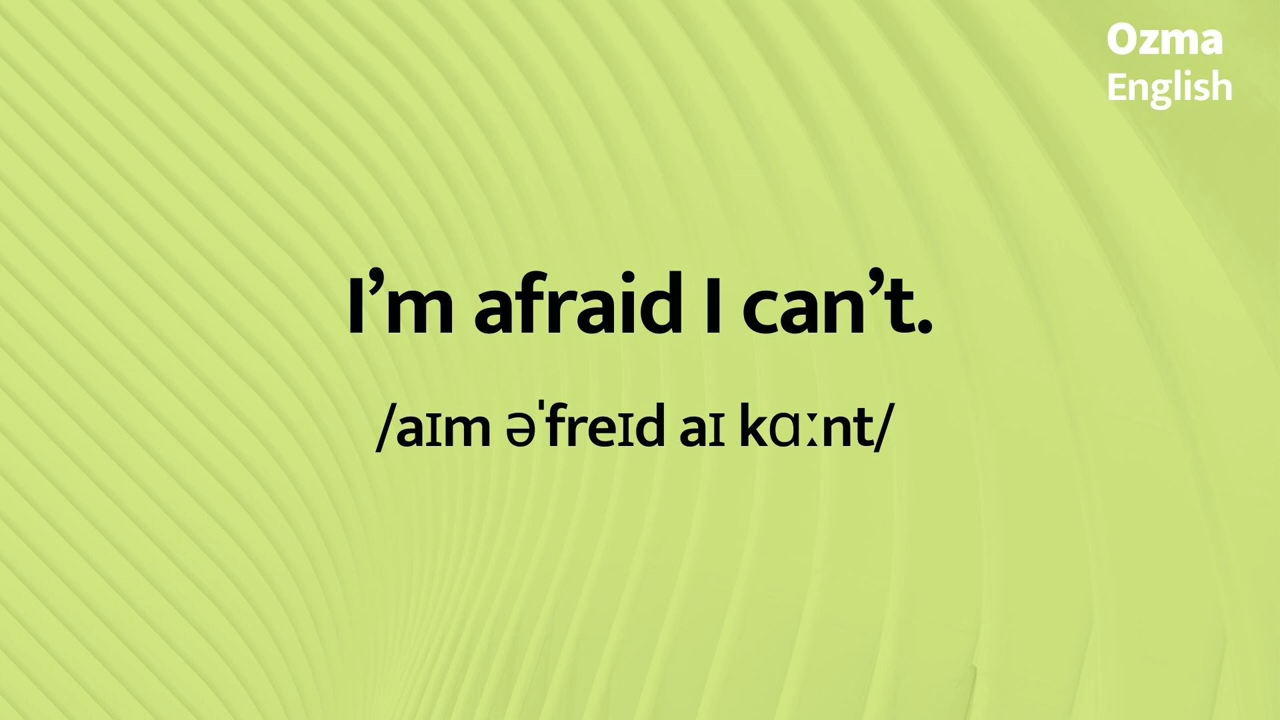 Ozma
English
I’m afraid I can’t.
/aɪm əˈfreɪd aɪ kɑːnt/